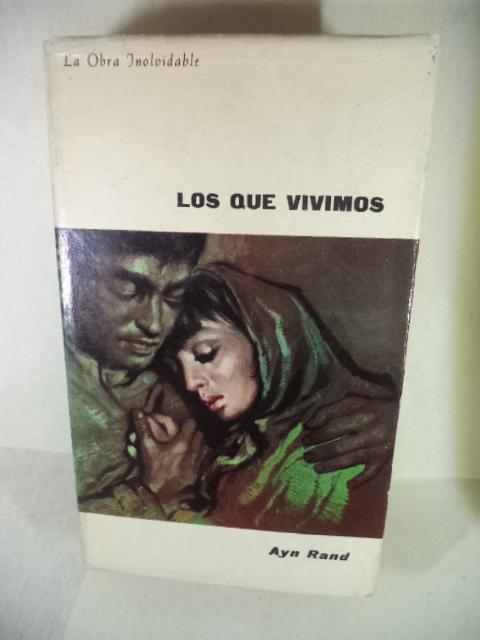 La Obra Inolvidable
LOS QUE VIVIMOS
Ayn Rand